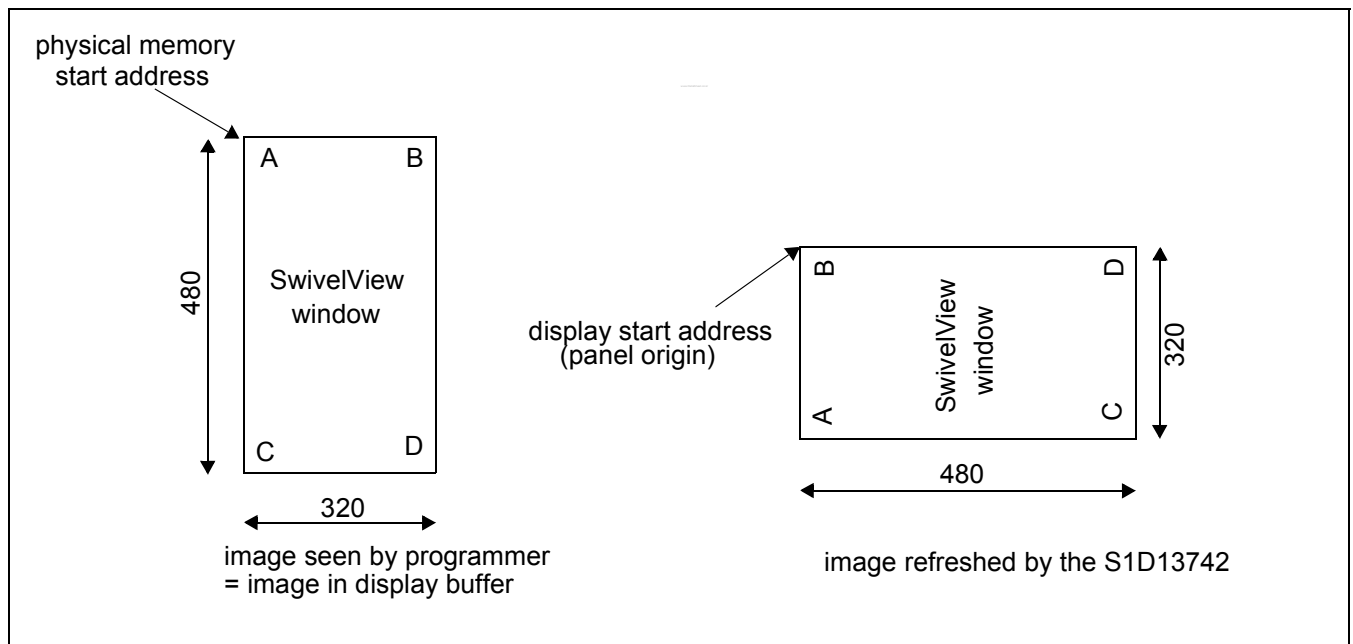 physical memory
start address
A
B
SwivelView
window
480
C
D
320
image seen by programmer
= image in display buffer
display start address
(panel origin)
B
D
SwivelView
window
A
C
320
480
image refreshed by the S1D13742